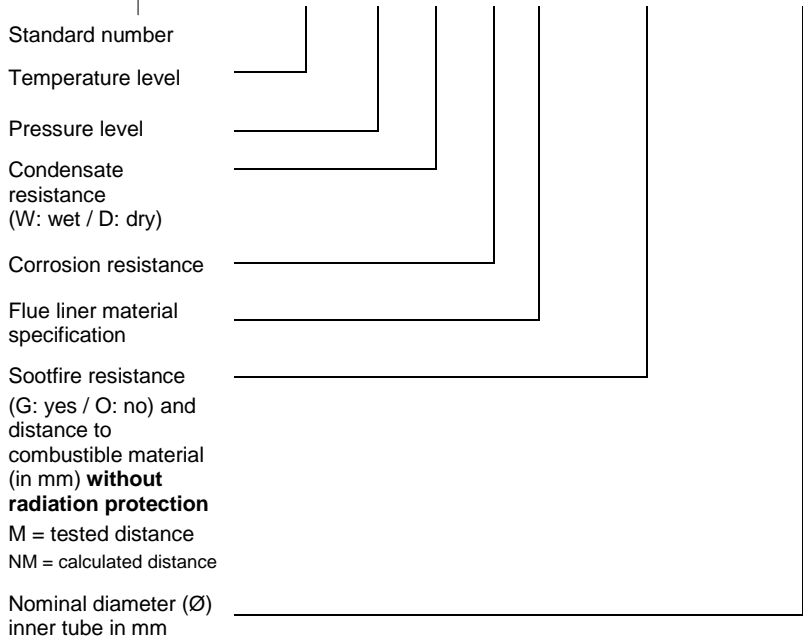 Standard number
Temperature level
Pressure level
Condensate
resistance
(W: wet / D: dry)
Corrosion resistance
Flue liner material
specification
Sootfire resistance
(G: yes / O: no) and
distance to
combustible material
(in mm) without
radiation protection
M = tested distance
NM = calculated distance
Nominal diameter (Ø)
inner tube in mm